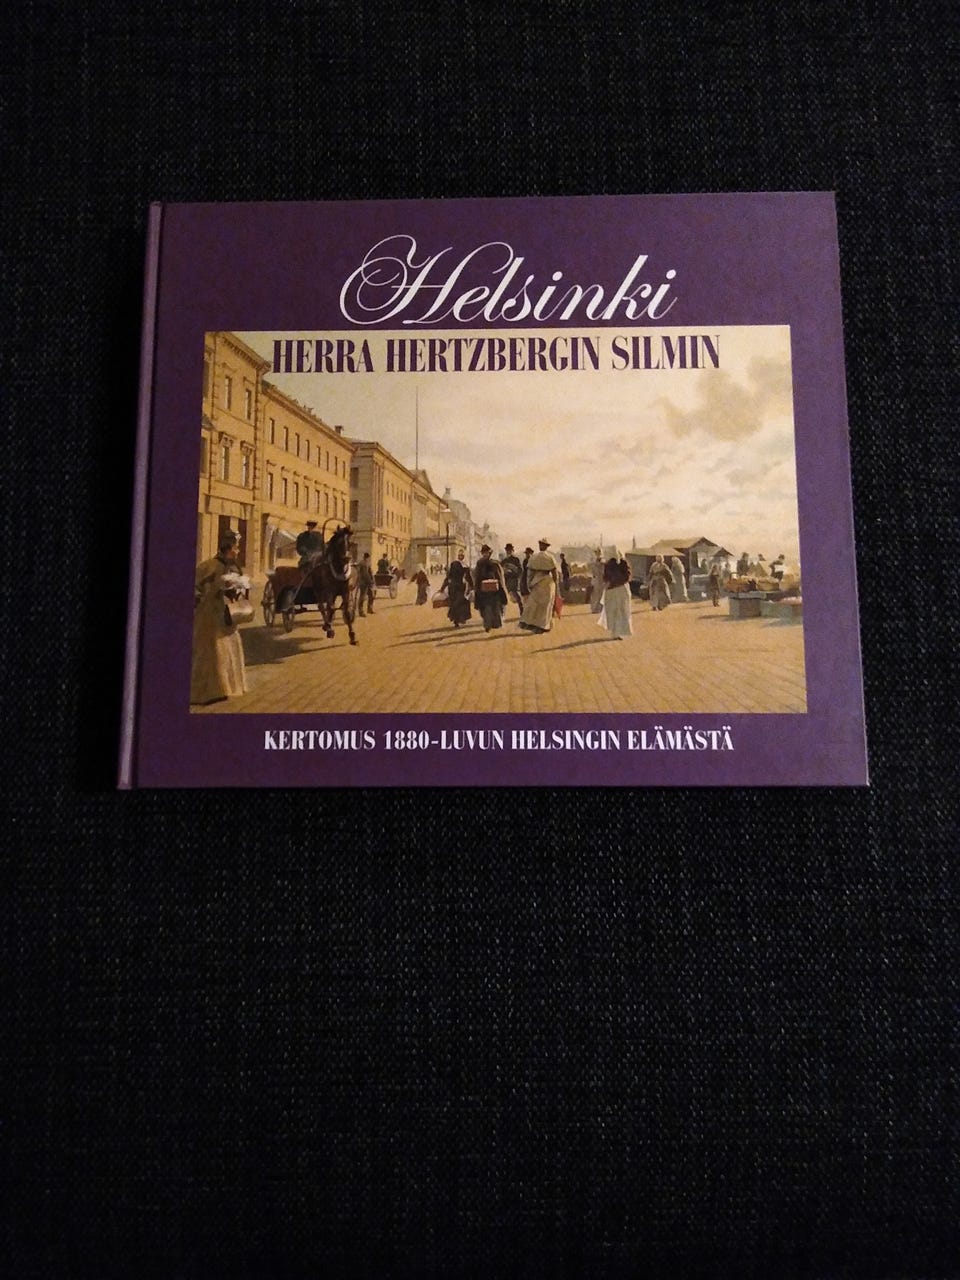 Helsinki
HERRA HERTZBERGIN SILMIN
KERTOMUS 1880-LUVUN HELSINGIN ELÄMÄSTÄ